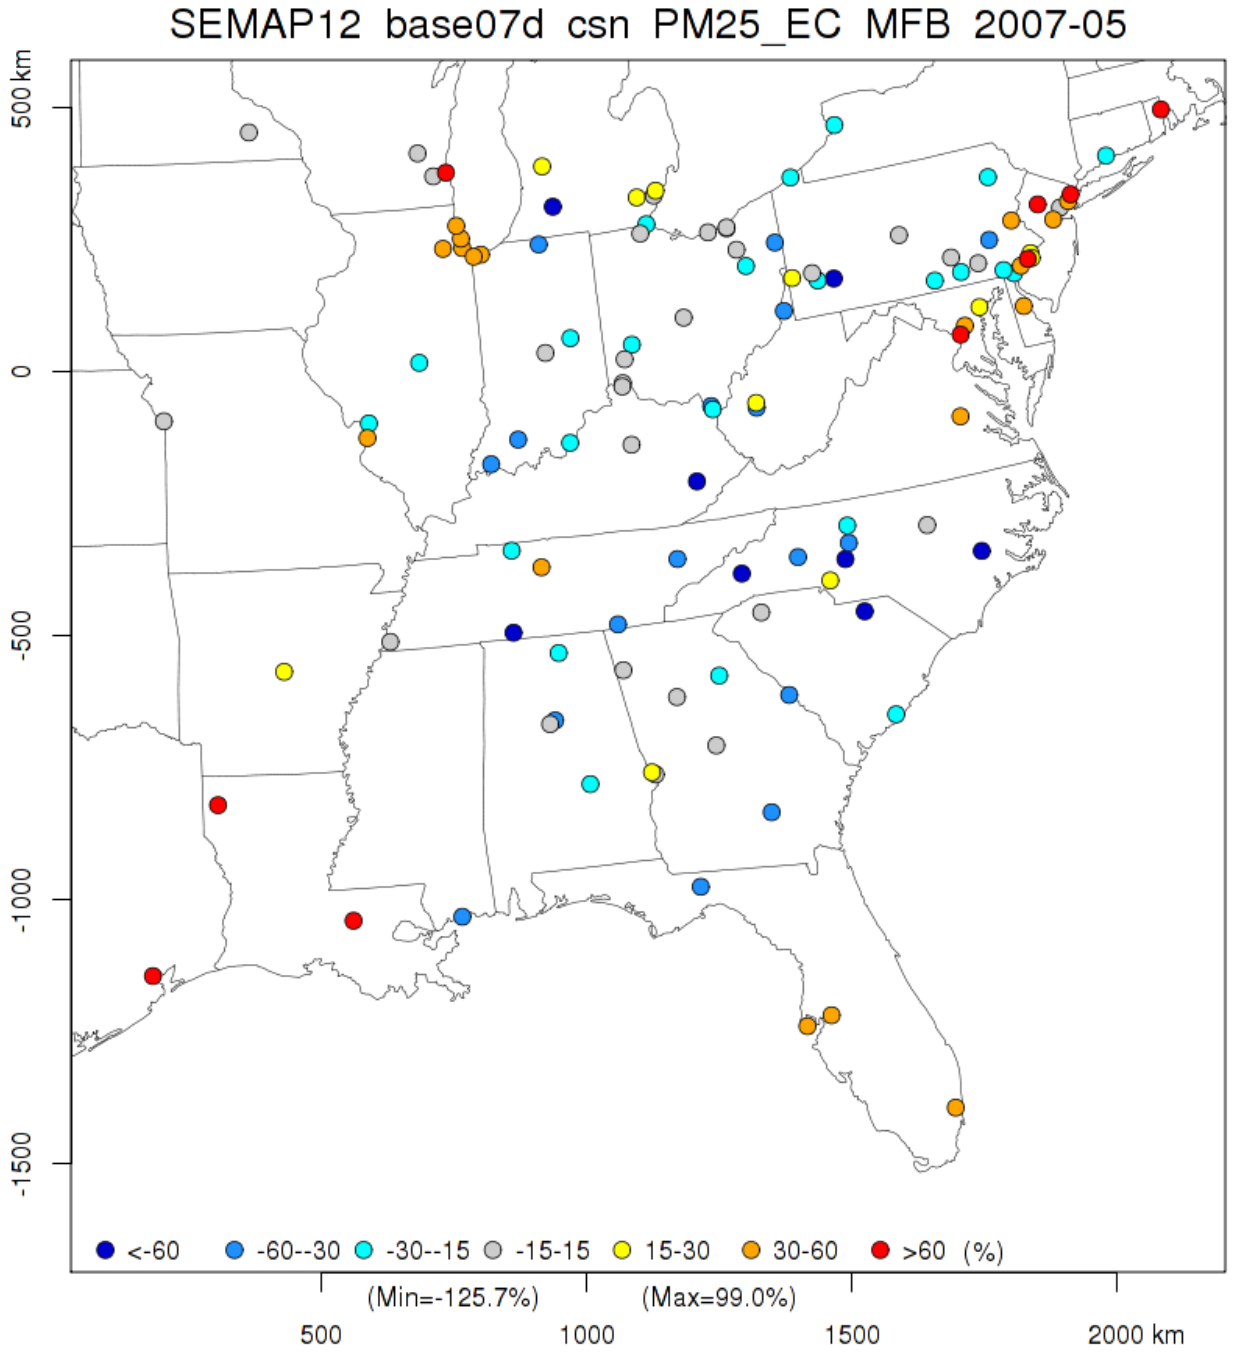 SEMAP12 base07d csn PM25_EC MFB 2007-05
500 km
0
-500
-1000
-1500
<-60 -60--30 -30--15 -15-15 15-30 30-60 >60 (%)
(Min=-125.7%) (Max=99.0%)
500 1000 1500 2000 km